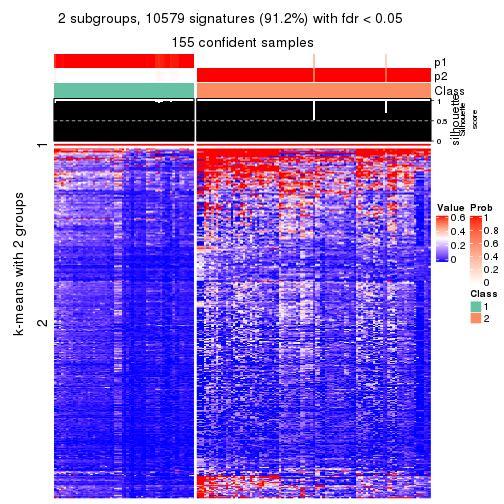 2 subgroups, 10579 signatures (91.2%) with fdr < 0.05
155 confident samples
p1
p2
Class
1
0.5
0
silhouette
Silhouette
score
k-means with 2 groups
1
2
Value
0.6
0.4
0.2
0
Prob
1
0.8
0.6
0.4
0.2
0
Class
1
2